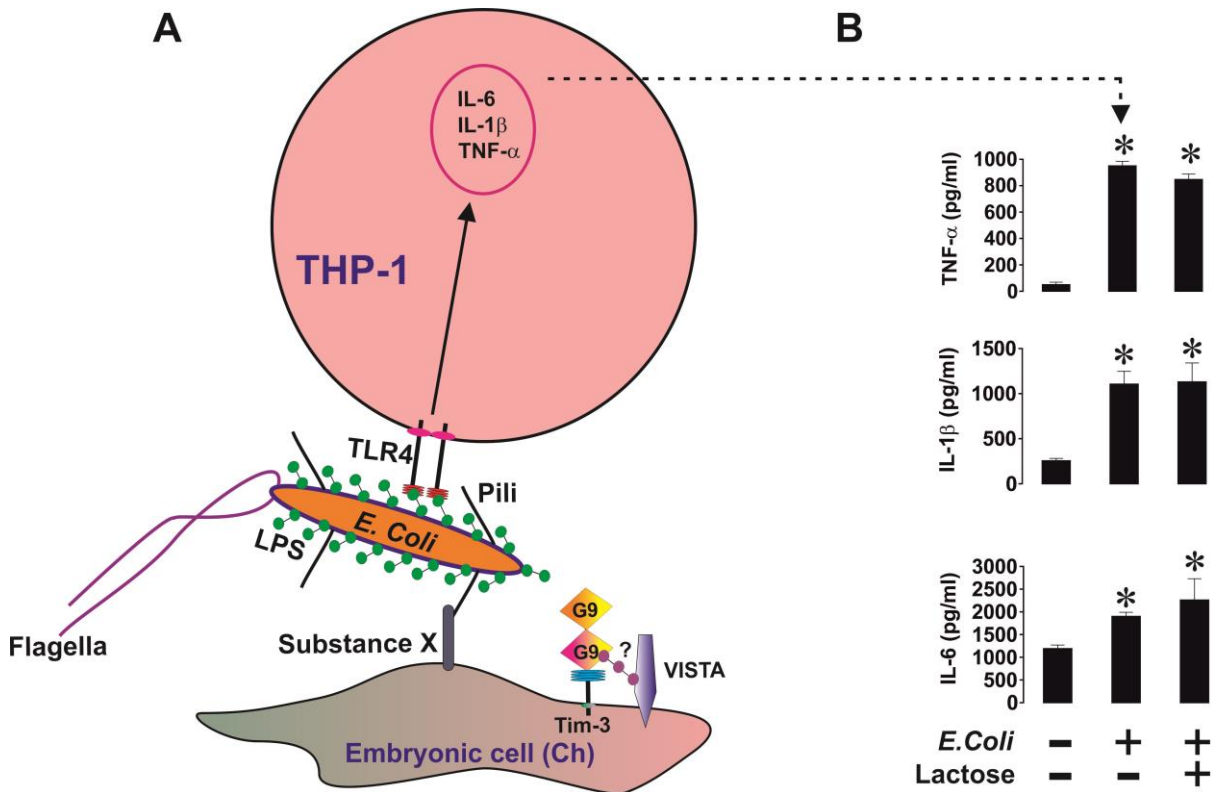 A
B
IL-6
IL-1β
TNF-α
THP-1
TLR4
Pili
E. Coli
LPS
Flagella
Substance X
G9
G9
?
VISTA
Tim-3
Embryonic cell (Ch)
TNF-α (pg/ml)
1000
800
600
400
200
0
* *
IL-1β (pg/ml)
1500
1000
500
0
* *
IL-6 (pg/ml)
3000
2500
2000
1500
1000
500
0
* *
E.Coli − + +
Lactose − − +